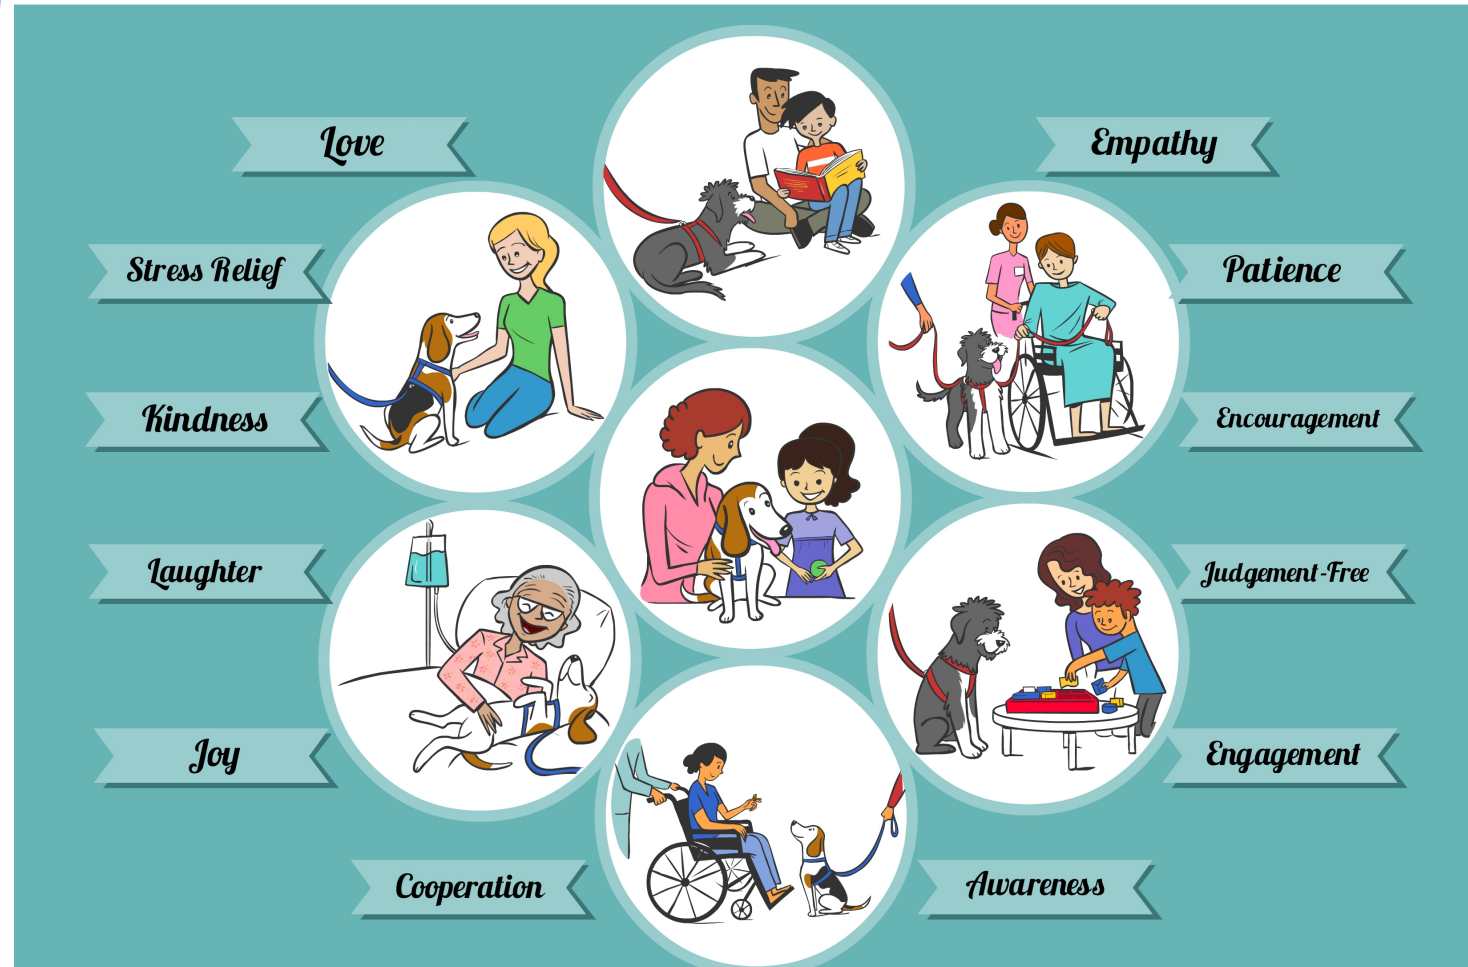 Love
Empathy
Stress Relief
Patience
Kindness
Encouragement
Laughter
Judgement-Free
Joy
Engagement
Cooperation
Awareness